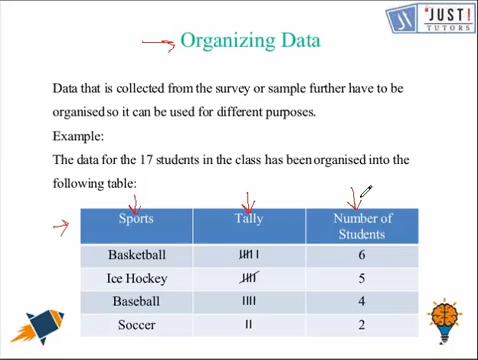 "JUST!
TUTORS
Organizing Data
Data that is collected from the survey or sample further have to be
organised so it can be used for different purposes.
Example:
The data for the 17 students in the class has been organised into the
following table:
Sports Tally Number of Students
Basketball 6
Ice Hockey 5
Baseball IIII 4
Soccer II 2